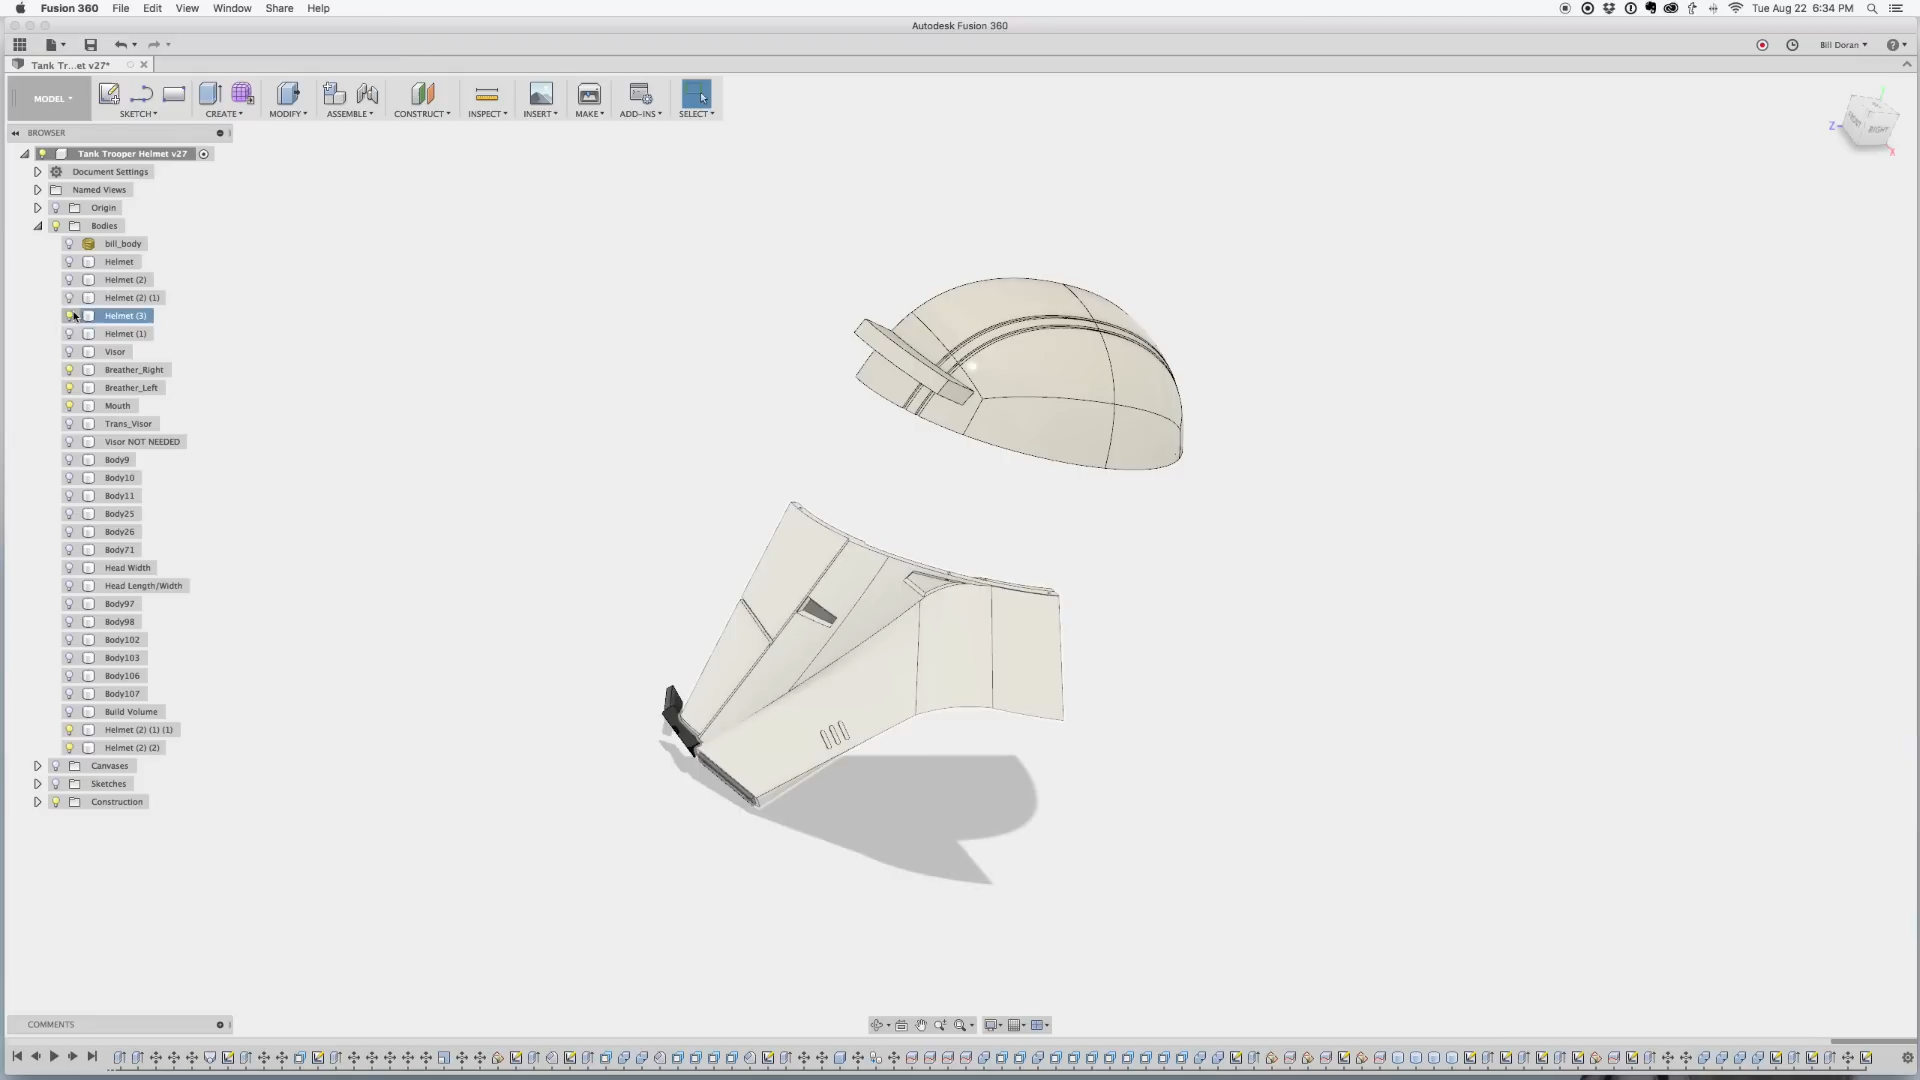 Fusion 360 File Edit View Window Share Help Tue Aug 22 6:34 PM
Autodesk Fusion 360
Bill Doran
Tank Tr...et v27*
MODEL SKETCH CREATE MODIFY ASSEMBLE CONSTRUCT INSPECT INSERT MAKE ADD-INS SELECT
BROWSER
Z RIGHT X
Tank Trooper Helmet v27
Document Settings
Named Views
Origin
Bodies
bill_body
Helmet
Helmet (2)
Helmet (2) (1)
Helmet (3)
Helmet (1)
Visor
Breather_Right
Breather_Left
Mouth
Trans_Visor
Visor NOT NEEDED
Body9
Body10
Body11
Body25
Body26
Body71
Head Width
Head Length/Width
Body97
Body98
Body102
Body103
Body106
Body107
Build Volume
Helmet (2) (1) (1)
Helmet (2) (2)
Canvases
Sketches
Construction
COMMENTS